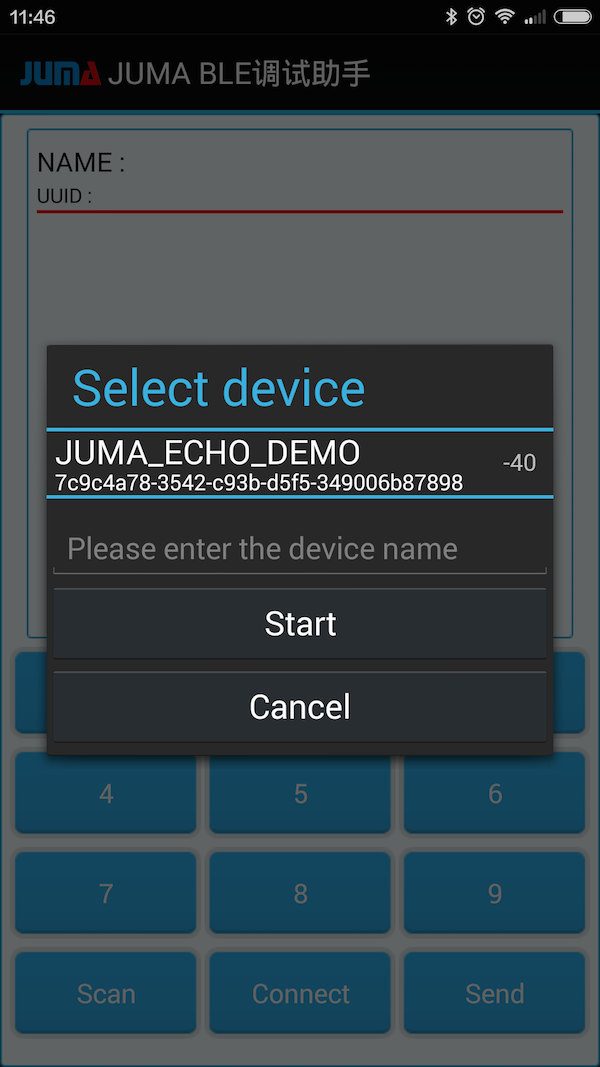 11:46
JUMA JUMA BLE调试助手
NAME :
UUID :
Select device
JUMA_ECHO_DEMO
-40
7c9c4a78-3542-c93b-d5f5-349006b87898
Please enter the device name
Start
Cancel
4 5 6
7 8 9
Scan Connect Send